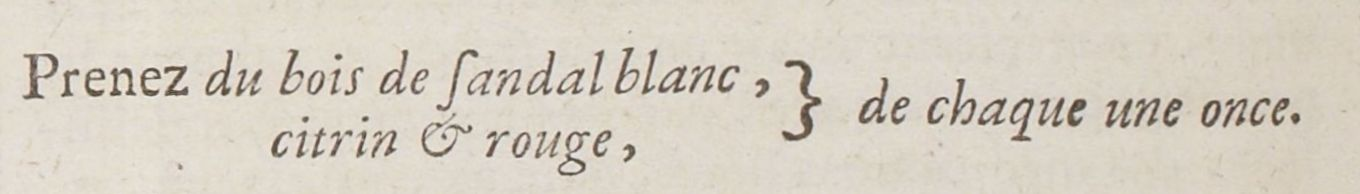 Prenez du bois de ſandal blanc, } de chaque une once.
citrin & rouge,